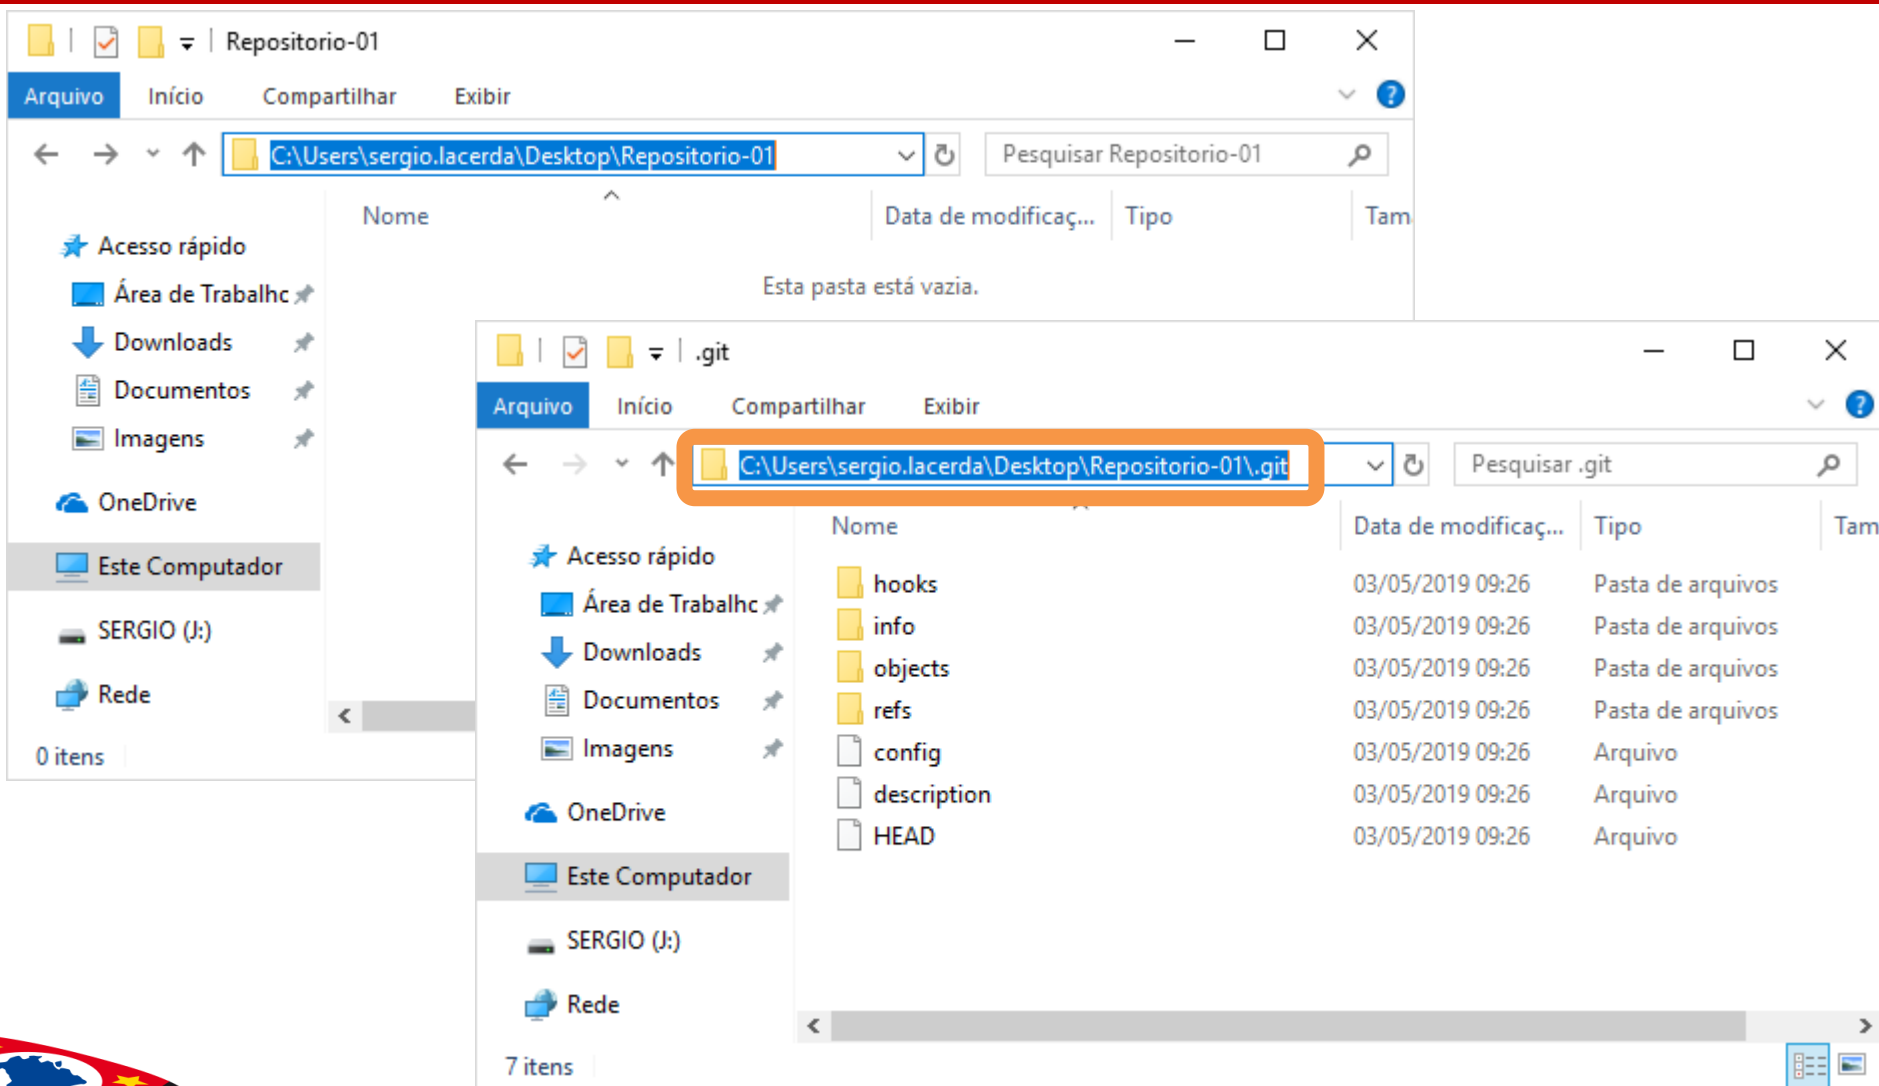 Repositorio-01
Arquivo Início Compartilhar Exibir
C:\Users\sergio.lacerda\Desktop\Repositorio-01 Pesquisar Repositorio-01
Nome Data de modificaç... Tipo Tam
Acesso rápido
Área de Trabalhc
Downloads
Documentos
Imagens
OneDrive
Este Computador
SERGIO (J:)
Rede
Esta pasta está vazia.
0 itens
.git
Arquivo Início Compartilhar Exibir
C:\Users\sergio.lacerda\Desktop\Repositorio-01\.git Pesquisar .git
Nome Data de modificaç... Tipo Tam
Acesso rápido
Área de Trabalhc
Downloads
Documentos
Imagens
OneDrive
Este Computador
SERGIO (J:)
Rede
hooks 03/05/2019 09:26 Pasta de arquivos
info 03/05/2019 09:26 Pasta de arquivos
objects 03/05/2019 09:26 Pasta de arquivos
refs 03/05/2019 09:26 Pasta de arquivos
config 03/05/2019 09:26 Arquivo
description 03/05/2019 09:26 Arquivo
HEAD 03/05/2019 09:26 Arquivo
7 itens